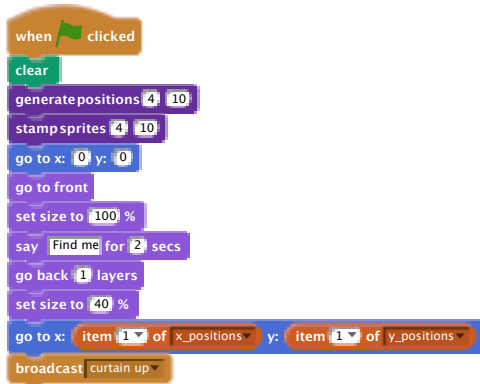 when clicked
clear
generate positions 4 10
stamp sprites 4 10
go to x: 0 y: 0
go to front
set size to 100 %
say Find me for 2 secs
go back 1 layers
set size to 40 %
go to x: item 1 of x_positions y: item 1 of y_positions
broadcast curtain up